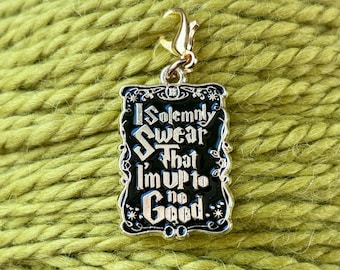 I Solemnly
Swear
That
I'm up to
no
Good.